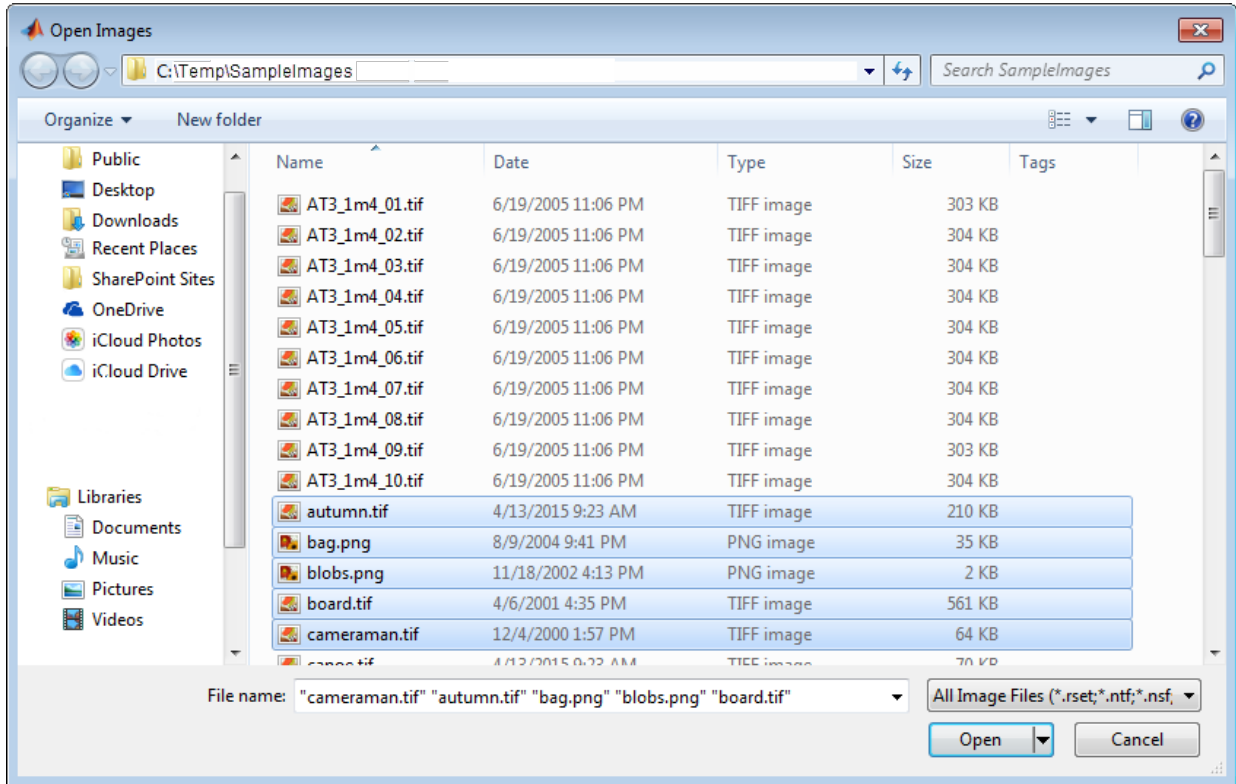 Open Images
C:\Temp\SampleImages
Search SampleImages
Organize
New folder
Public
Desktop
Downloads
Recent Places
SharePoint Sites
OneDrive
iCloud Photos
iCloud Drive
Libraries
Documents
Music
Pictures
Videos
Name Date Type Size Tags
AT3_1m4_01.tif 6/19/2005 11:06 PM TIFF image 303 KB
AT3_1m4_02.tif 6/19/2005 11:06 PM TIFF image 304 KB
AT3_1m4_03.tif 6/19/2005 11:06 PM TIFF image 304 KB
AT3_1m4_04.tif 6/19/2005 11:06 PM TIFF image 304 KB
AT3_1m4_05.tif 6/19/2005 11:06 PM TIFF image 304 KB
AT3_1m4_06.tif 6/19/2005 11:06 PM TIFF image 304 KB
AT3_1m4_07.tif 6/19/2005 11:06 PM TIFF image 304 KB
AT3_1m4_08.tif 6/19/2005 11:06 PM TIFF image 304 KB
AT3_1m4_09.tif 6/19/2005 11:06 PM TIFF image 303 KB
AT3_1m4_10.tif 6/19/2005 11:06 PM TIFF image 304 KB
autumn.tif 4/13/2015 9:23 AM TIFF image 210 KB
bag.png 8/9/2004 9:41 PM PNG image 35 KB
blobs.png 11/18/2002 4:13 PM PNG image 2 KB
board.tif 4/6/2001 4:35 PM TIFF image 561 KB
cameraman.tif 12/4/2000 1:57 PM TIFF image 64 KB
canoe.tif 4/13/2015 9:23 AM TIFF image 70 KB
File name: "cameraman.tif" "autumn.tif" "bag.png" "blobs.png" "board.tif"
All Image Files (*.rset;*.ntf;*.nsf;
Open
Cancel